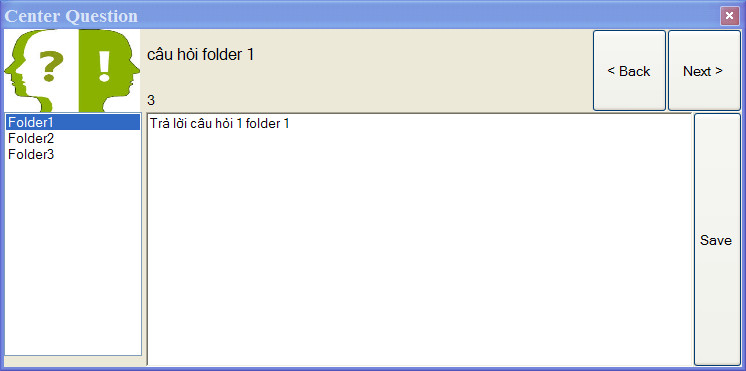 Center Question
? !
câu hỏi folder 1
< Back
Next >
3
Folder1
Folder2
Folder3
Trả lời câu hỏi 1 folder 1
Save